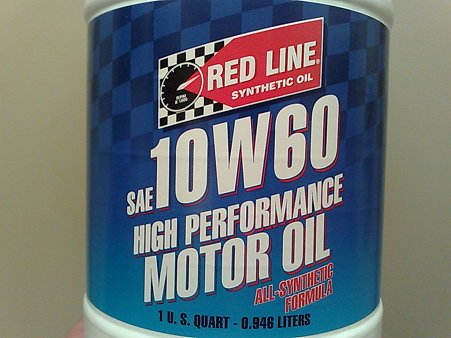 RED LINE®
SYNTHETIC OIL
SAE 10W60
HIGH PERFORMANCE
MOTOR OIL
ALL-SYNTHETIC
FORMULA
1 U. S. QUART - 0.946 LITERS